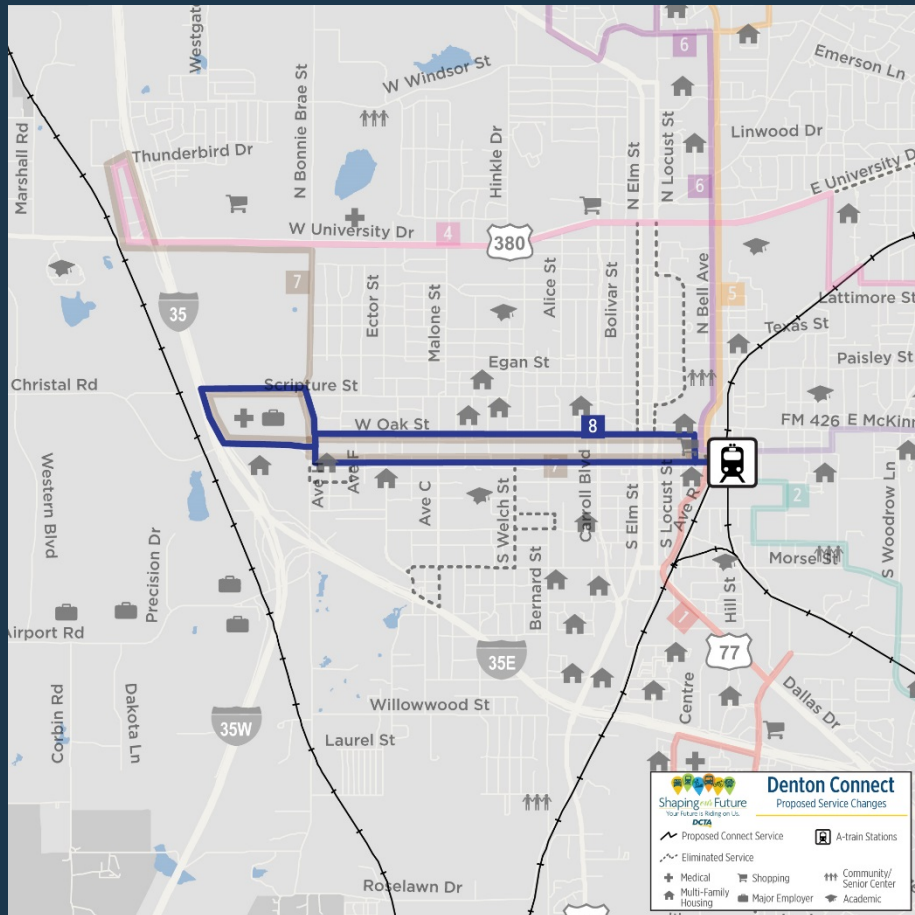 Westgat
6
Emerson Ln
W Windsor St
N Bonnie Brae St
Marshall Rd
Thunderbird Dr
Hinkle Dr
N Elm St
N Locust St
Linwood Dr
E University D
6
W University Dr
4
380
7
35
Ector St
Malone St
Alice St
Bolivar St
N Bell Ave
5
Lattimore St
Texas St
Egan St
Paisley St
Christal Rd
Scripture St
W Oak St
8
FM 426
E McKinn
Western Blvd
Precision Dr
Ave H
Ave F
Ave C
S Welch St
7
Bernard St
Carroll Blvd
S Elm St
S Locust St
Ave R
2
S Woodrow Ln
Morse St
Hill St
1
77
Airport Rd
35E
Corbin Rd
Dakota Ln
35W
Willowwood St
Laurel St
Centre
Dallas Dr
Roselawn Dr
Shaping our Future
Your Future is Riding on Us.
DCTA
Denton Connect
Proposed Service Changes
Proposed Connect Service
A-train Stations
Eliminated Service
Medical
Shopping
Community/
Senior Center
Multi-Family
Housing
Major Employer
Academic